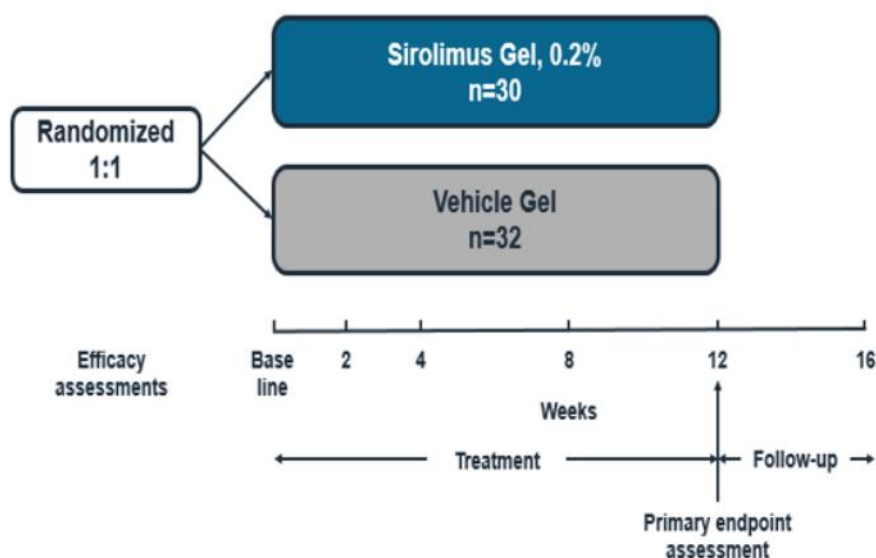 Sirolimus Gel, 0.2%
n=30
Randomized
1:1
Vehicle Gel
n=32
Efficacy
assessments
Base
line
2
4
8
12
16
Weeks
Treatment
Follow-up
Primary endpoint
assessment